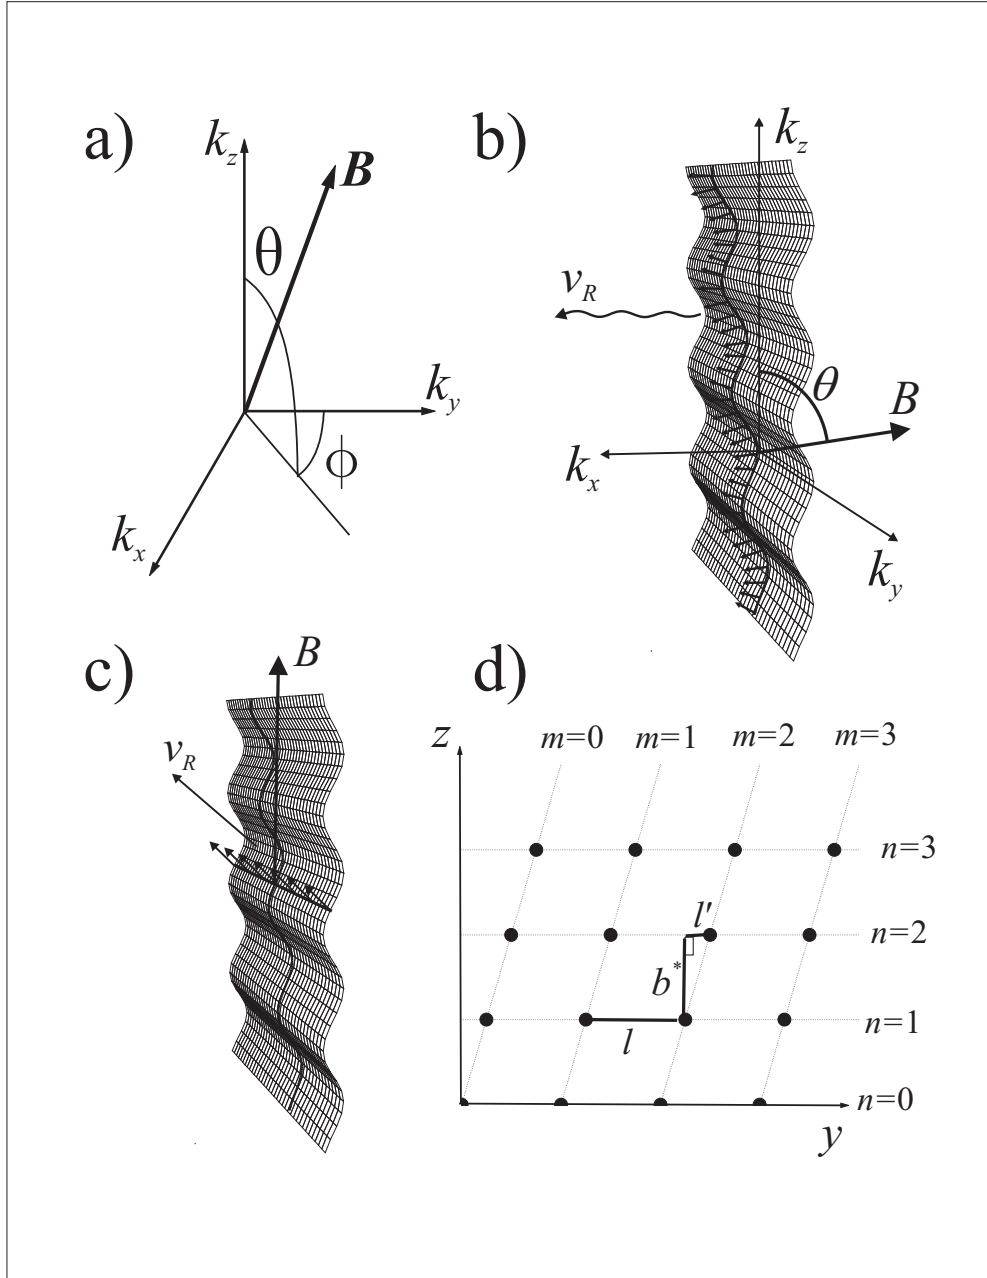 a)
k_z
B
θ
k_y
ϕ
k_x
b)
k_z
v_R
θ
B
k_x
k_y
c)
B
v_R
d)
z
m=0 m=1 m=2 m=3
n=3
l'
n=2
b*
n=1
l
n=0
y